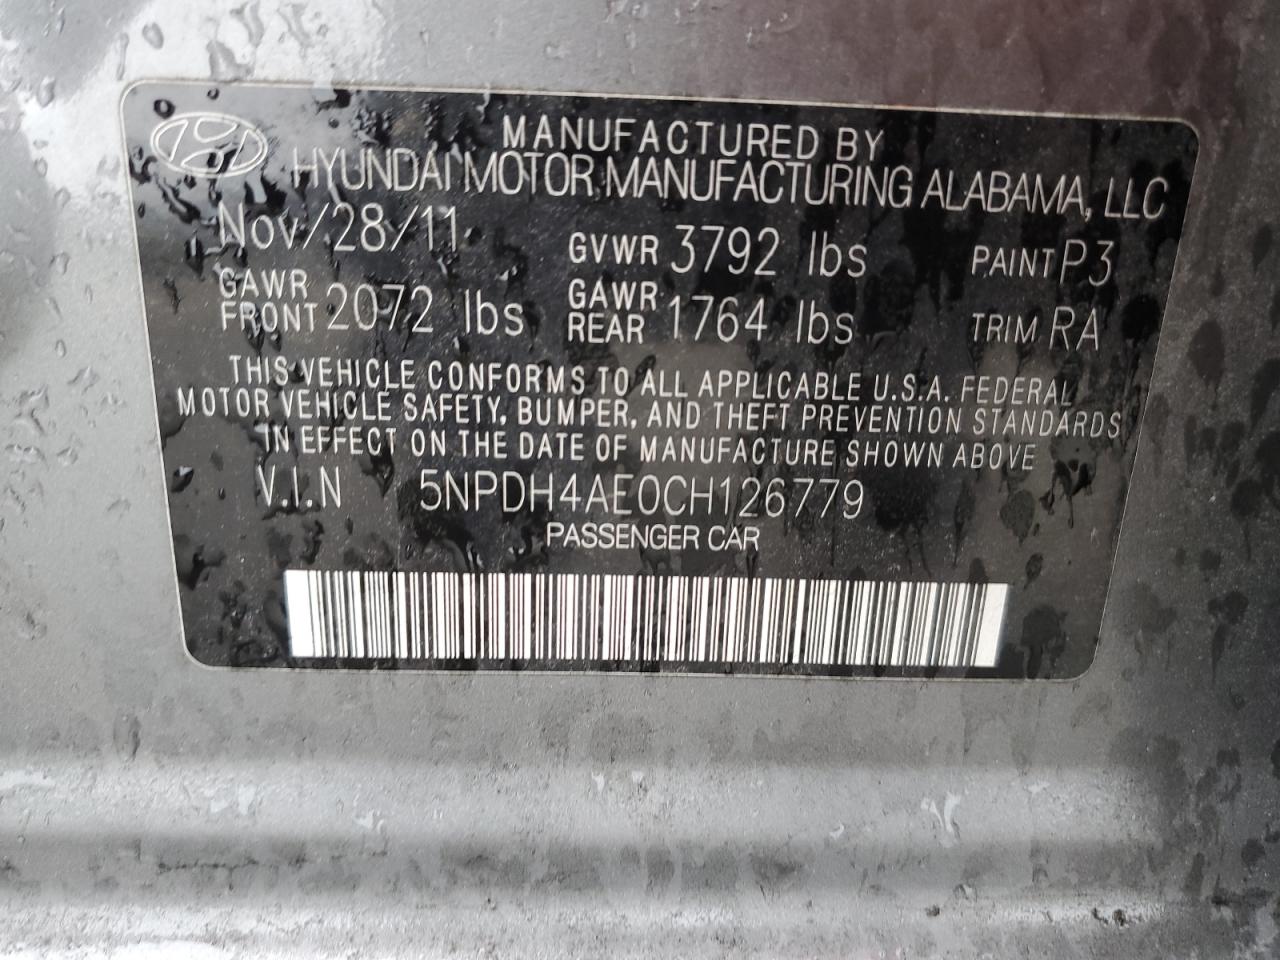 MANUFACTURED BY
HYUNDAI MOTOR MANUFACTURING ALABAMA, LLC
NOV/28/11 GVWR 3792 lbs PAINT P3
GAWR FRONT 2072 lbs GAWR REAR 1764 lbs TRIM RA
THIS VEHICLE CONFORMS TO ALL APPLICABLE U.S.A. FEDERAL
MOTOR VEHICLE SAFETY, BUMPER, AND THEFT PREVENTION STANDARDS
IN EFFECT ON THE DATE OF MANUFACTURE SHOWN ABOVE
V.I.N 5NPDH4AE0CH126779
PASSENGER CAR